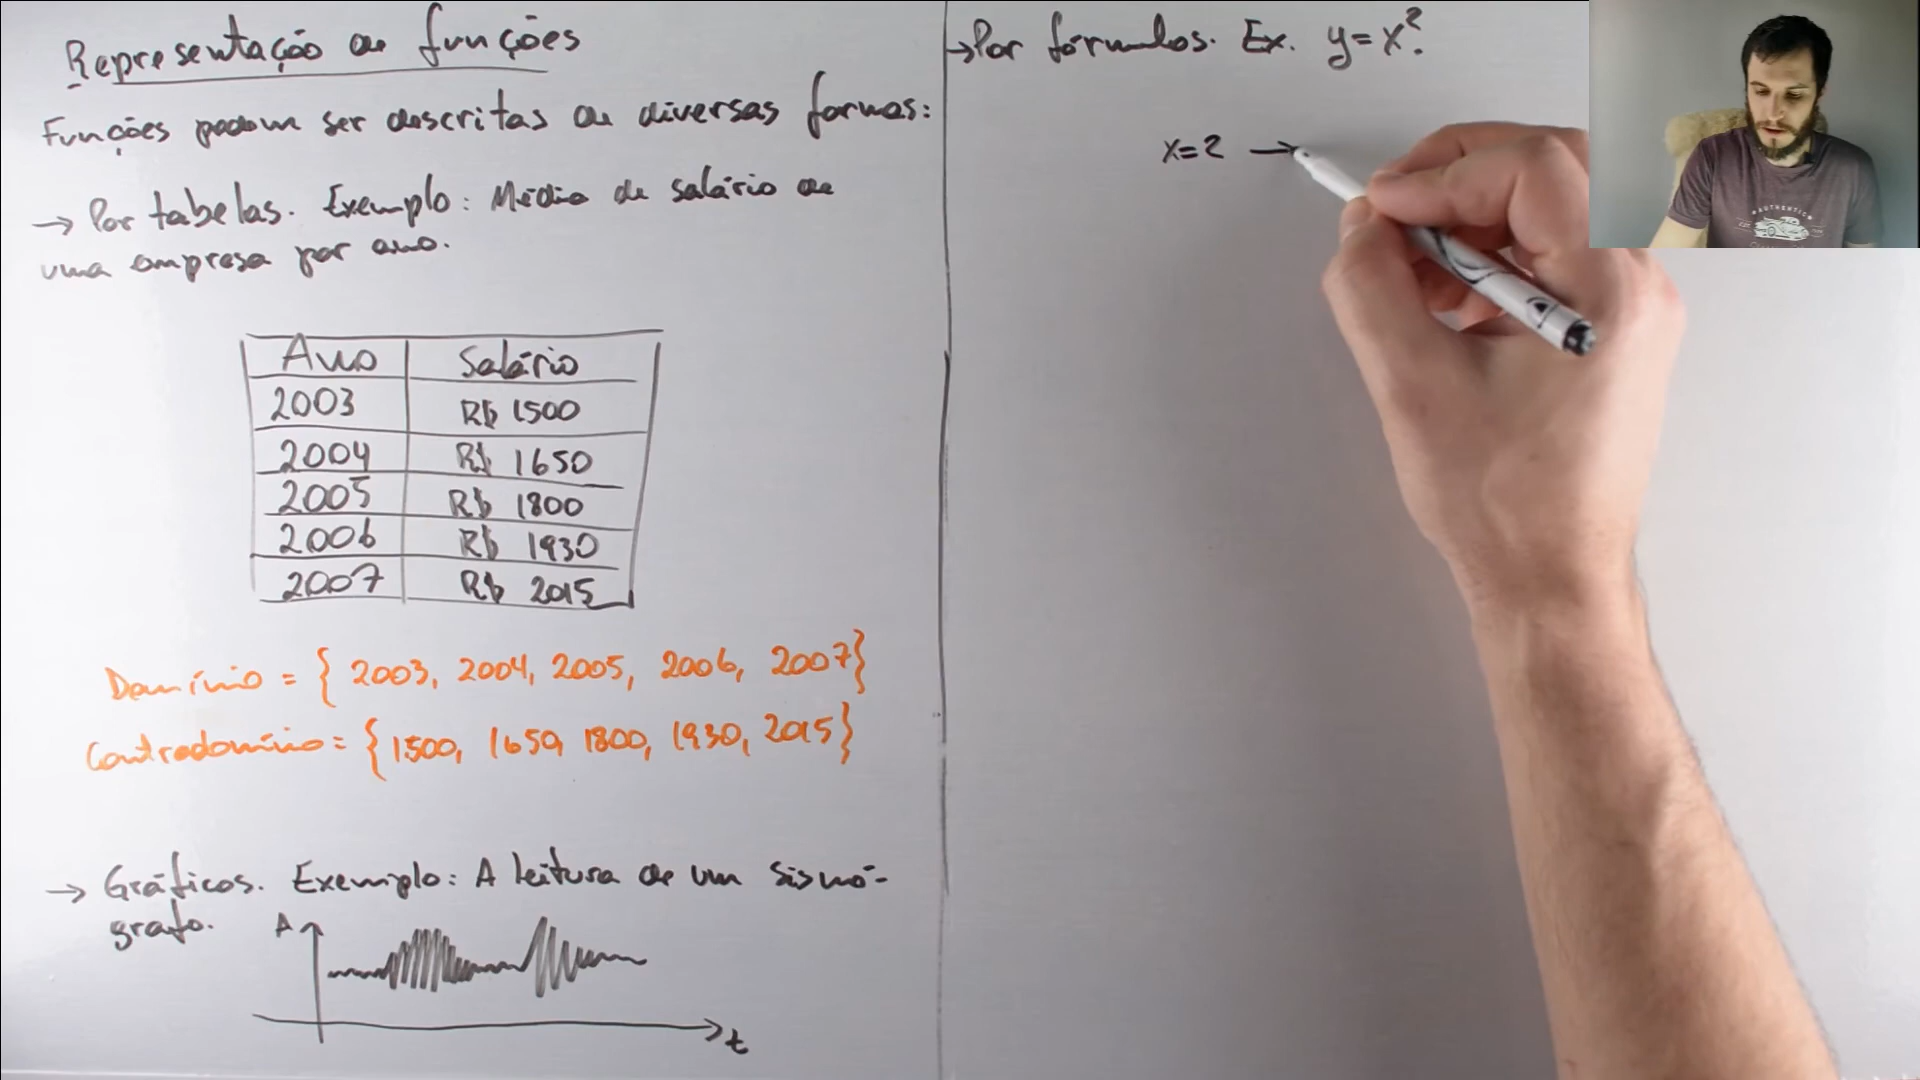 Representação de funções
Funções podem ser descritas de diversas formas:
→ Por tabelas. Exemplo: Média de salário de
uma empresa por ano.
Ano Salário
2003 R$ 1500
2004 R$ 1650
2005 R$ 1800
2006 R$ 1930
2007 R$ 2015
Domínio = { 2003, 2004, 2005, 2006, 2007}
Contradomínio = {1500, 1650, 1800, 1930, 2015}
→ Gráficos. Exemplo: A leitura de um sismó-
grafo.
A
t
→ Por fórmulas. Ex. y=x².
x=2 →
AUTHENTIC